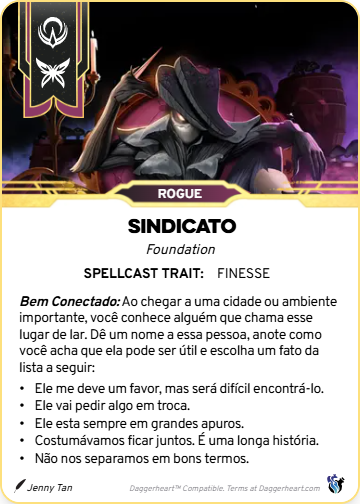 ROGUE
SINDICATO
Foundation
SPELLCAST TRAIT: FINESSE
Bem Conectado: Ao chegar a uma cidade ou ambiente
importante, você conhece alguém que chama esse
lugar de lar. Dê um nome a essa pessoa, anote como
você acha que ela pode ser útil e escolha um fato da
lista a seguir:
• Ele me deve um favor, mas será difícil encontrá-lo.
• Ele vai pedir algo em troca.
• Ele esta sempre em grandes apuros.
• Costumávamos ficar juntos. É uma longa história.
• Não nos separamos em bons termos.
Jenny Tan
Daggerheart™ Compatible. Terms at Daggerheart.com